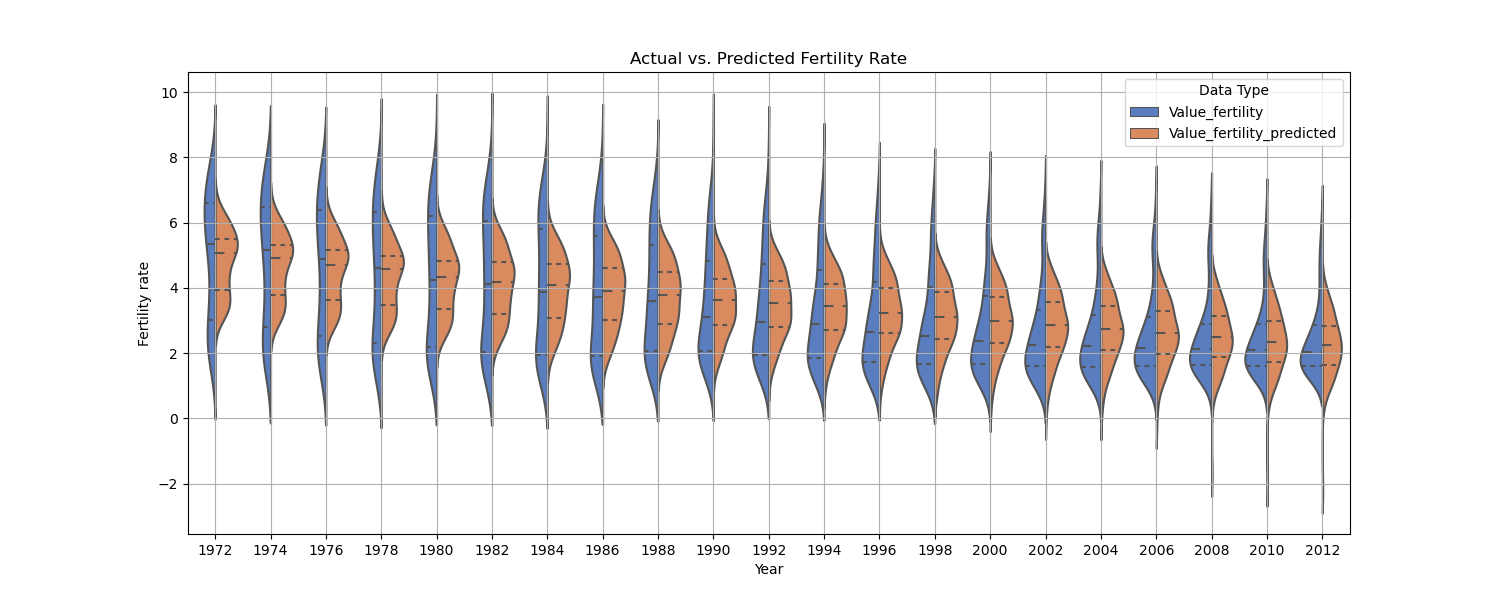 Actual vs. Predicted Fertility Rate
Data Type
Value_fertility
Value_fertility_predicted
Fertility rate
10
8
6
4
2
0
−2
1972 1974 1976 1978 1980 1982 1984 1986 1988 1990 1992 1994 1996 1998 2000 2002 2004 2006 2008 2010 2012
Year